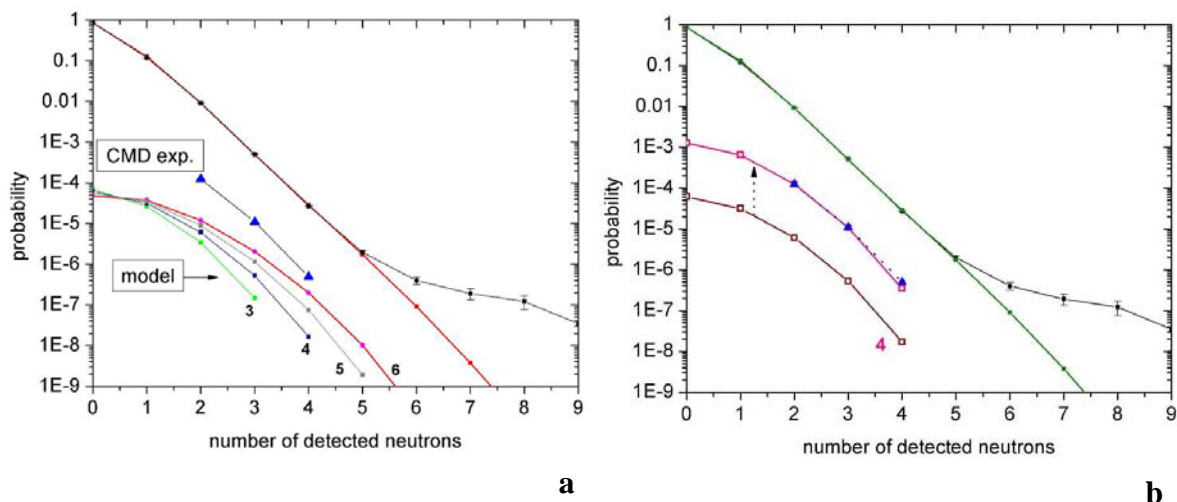 1
0.1
0.01
1E-3
1E-4
1E-5
1E-6
1E-7
1E-8
1E-9
probability
CMD exp.
model
3
4
5
6
0 1 2 3 4 5 6 7 8 9
number of detected neutrons
a
1
0.1
0.01
1E-3
1E-4
1E-5
1E-6
1E-7
1E-8
1E-9
probability
4
0 1 2 3 4 5 6 7 8 9
number of detected neutrons
b